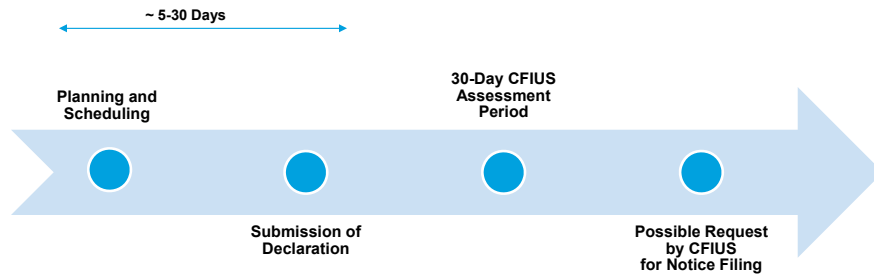 ~ 5-30 Days
Planning and
Scheduling
Submission of
Declaration
30-Day CFIUS
Assessment
Period
Possible Request
by CFIUS
for Notice Filing